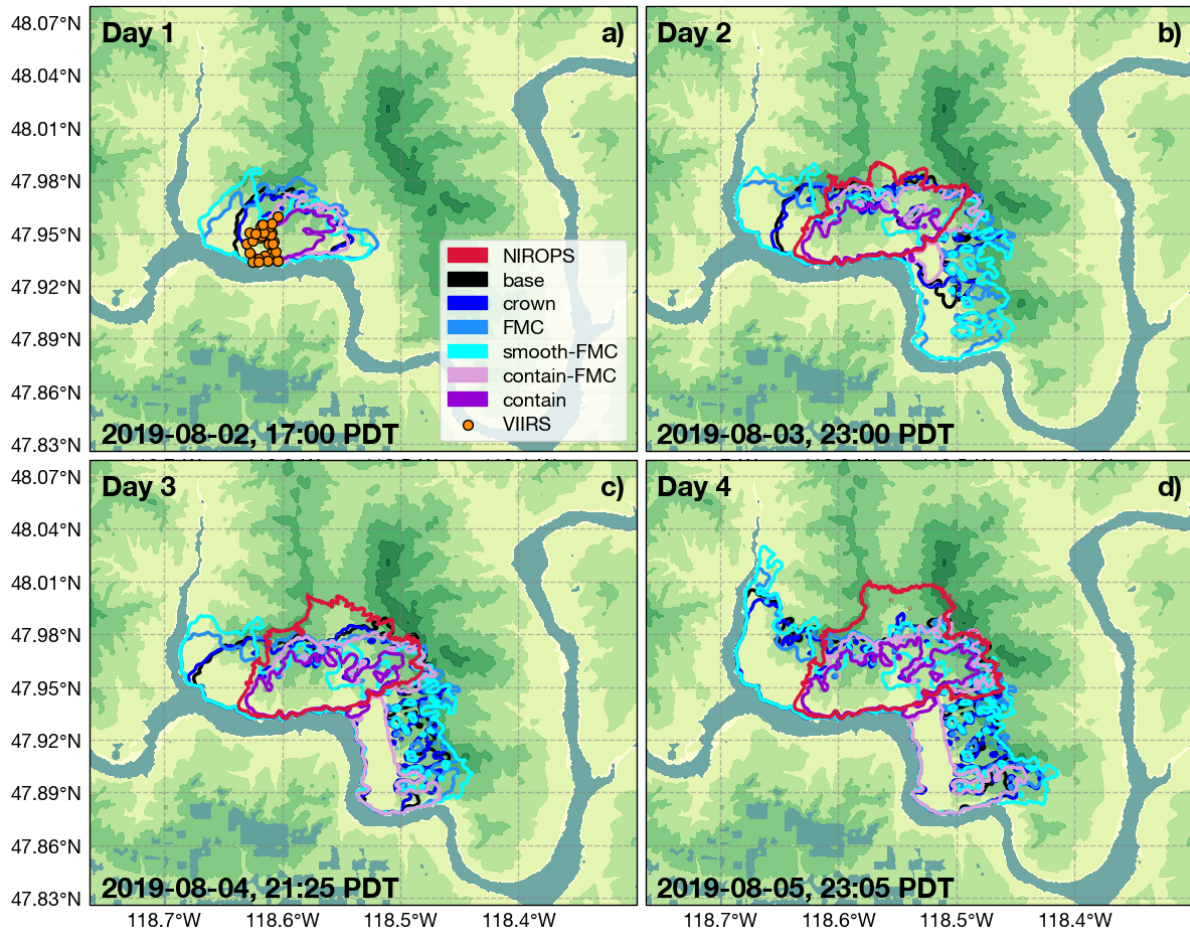 48.07°N
48.04°N
48.01°N
47.98°N
47.95°N
47.92°N
47.89°N
47.86°N
47.83°N
Day 1
a)
NIROPS
base
crown
FMC
smooth-FMC
contain-FMC
contain
VIIRS
2019-08-02, 17:00 PDT
Day 2
b)
2019-08-03, 23:00 PDT
48.07°N
48.04°N
48.01°N
47.98°N
47.95°N
47.92°N
47.89°N
47.86°N
47.83°N
Day 3
c)
2019-08-04, 21:25 PDT
Day 4
d)
2019-08-05, 23:05 PDT
118.7°W 118.6°W 118.5°W 118.4°W
118.7°W 118.6°W 118.5°W 118.4°W